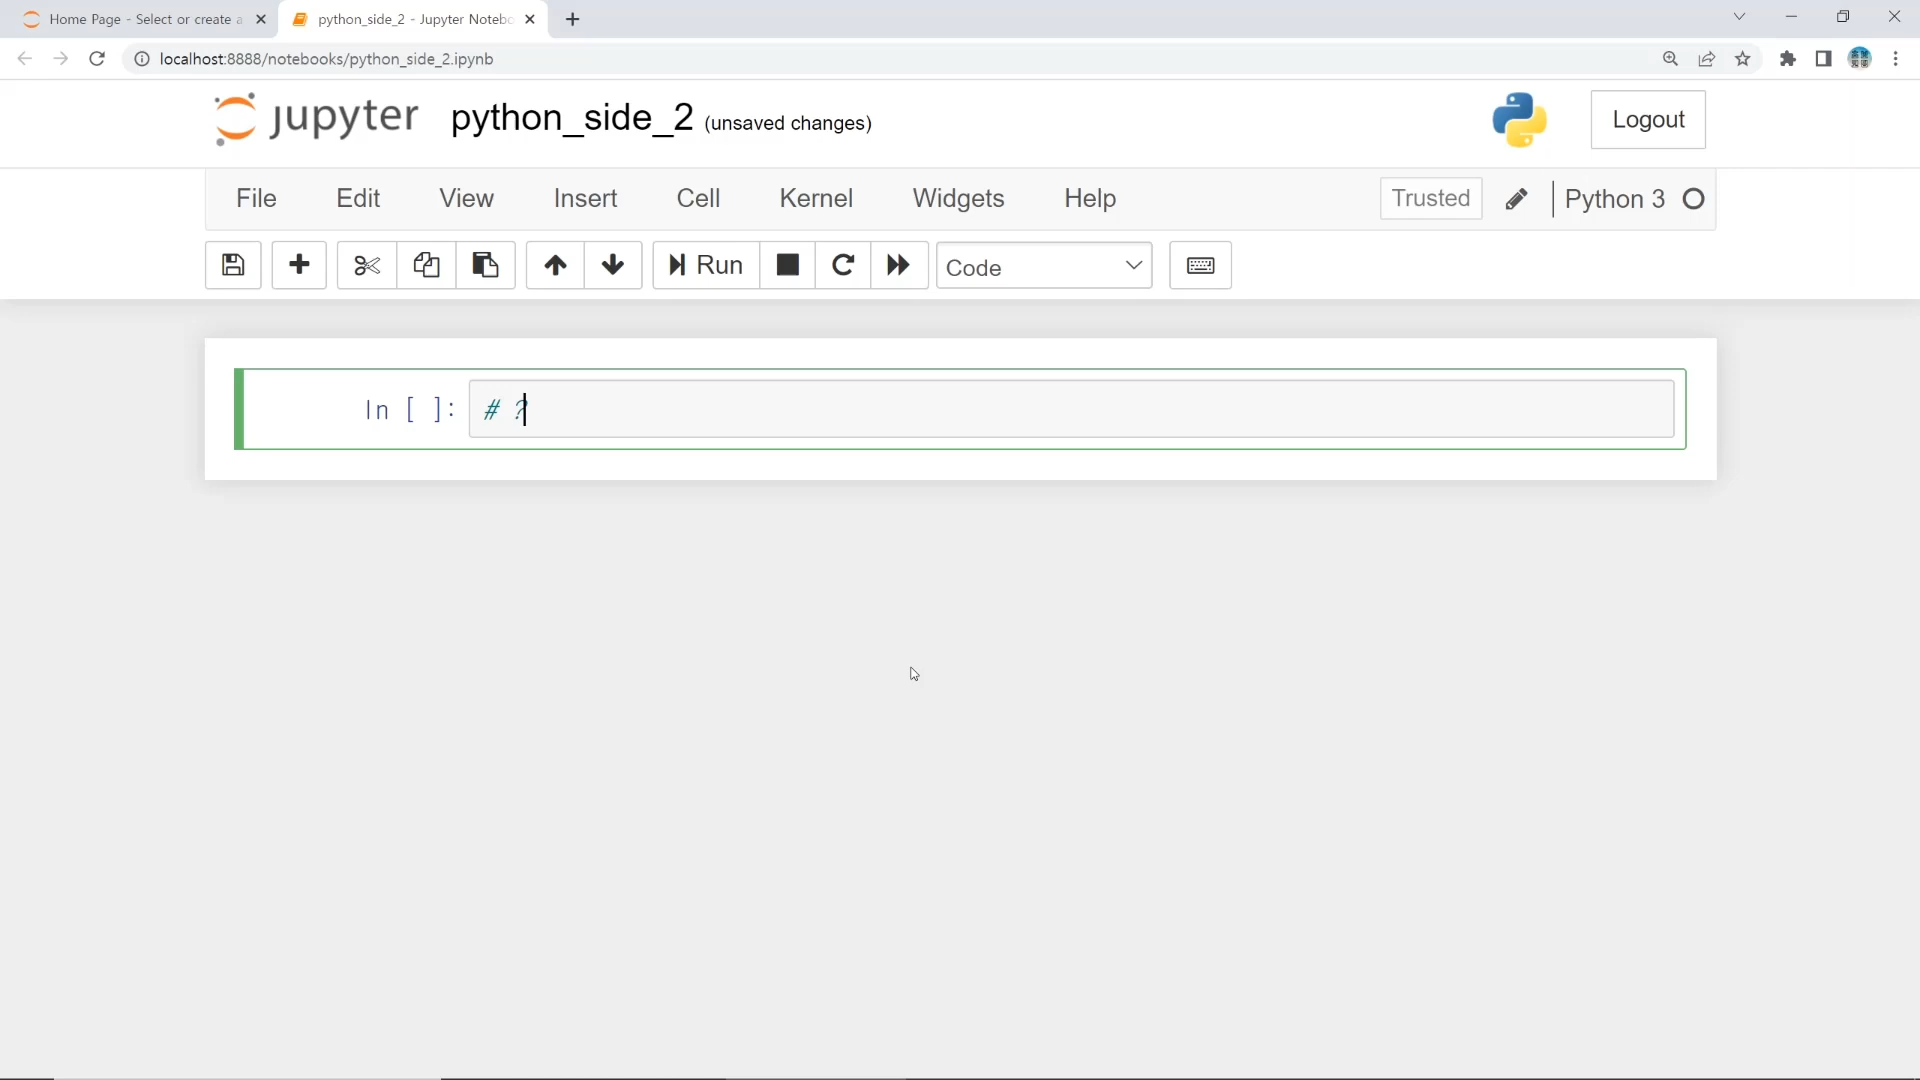 Home Page - Select or create a
python_side_2 - Jupyter Notebo
localhost:8888/notebooks/python_side_2.ipynb
jupyter python_side_2 (unsaved changes)
Logout
File Edit View Insert Cell Kernel Widgets Help
Trusted
Python 3
Run
Code
In [ ]: # ?